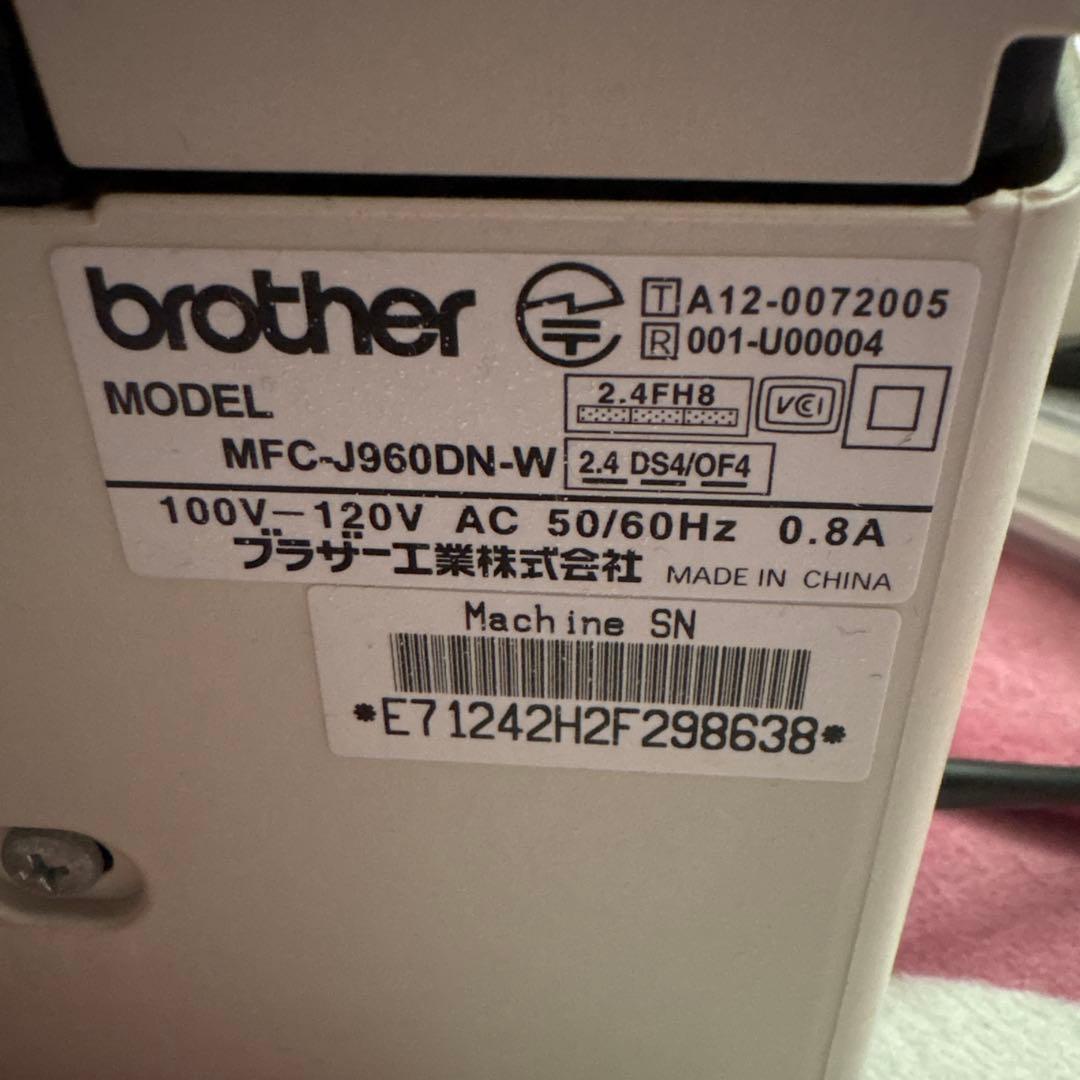 brother
T A12-0072005
R 001-U00004
MODEL
2.4FH8
VCI
MFC-J960DN-W
2.4 DS4/OF4
100V-120V AC 50/60Hz 0.8A
ブラザー工業株式会社 MADE IN CHINA
Machine SN
*E71242H2F298638*